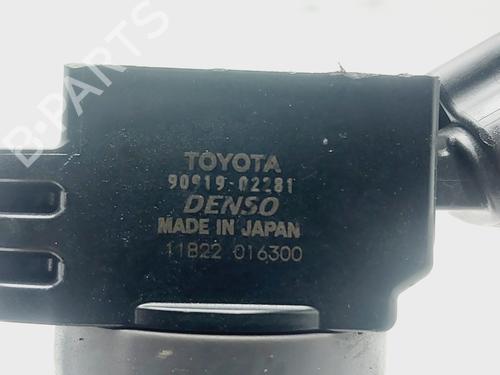 B-PARTS
TOYOTA
90919-02281
DENSO
MADE IN JAPAN
11B22 016300